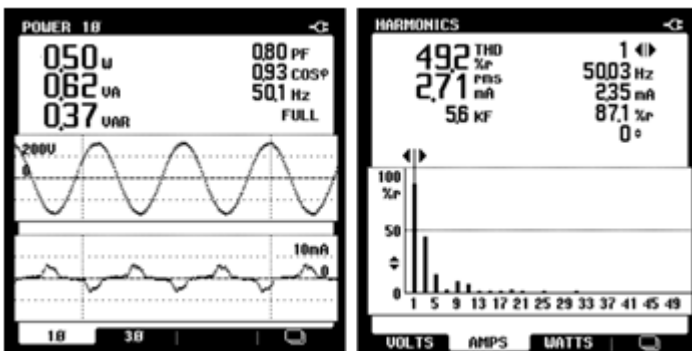 POWER 1Ø
0,50 W
0,62 VA
0,37 VAR
0,80 PF
0,93 COSφ
50,1 Hz
FULL
200V
0
10mA
0
1Ø 3Ø
HARMONICS
49,2 THD %r
2,71 rms mA
5,6 KF
1
50,03 Hz
2,35 mA
87,1 %r
0°
100
%r
50
0
1 5 9 13 17 21 25 29 33 37 41 45 49
VOLTS AMPS WATTS